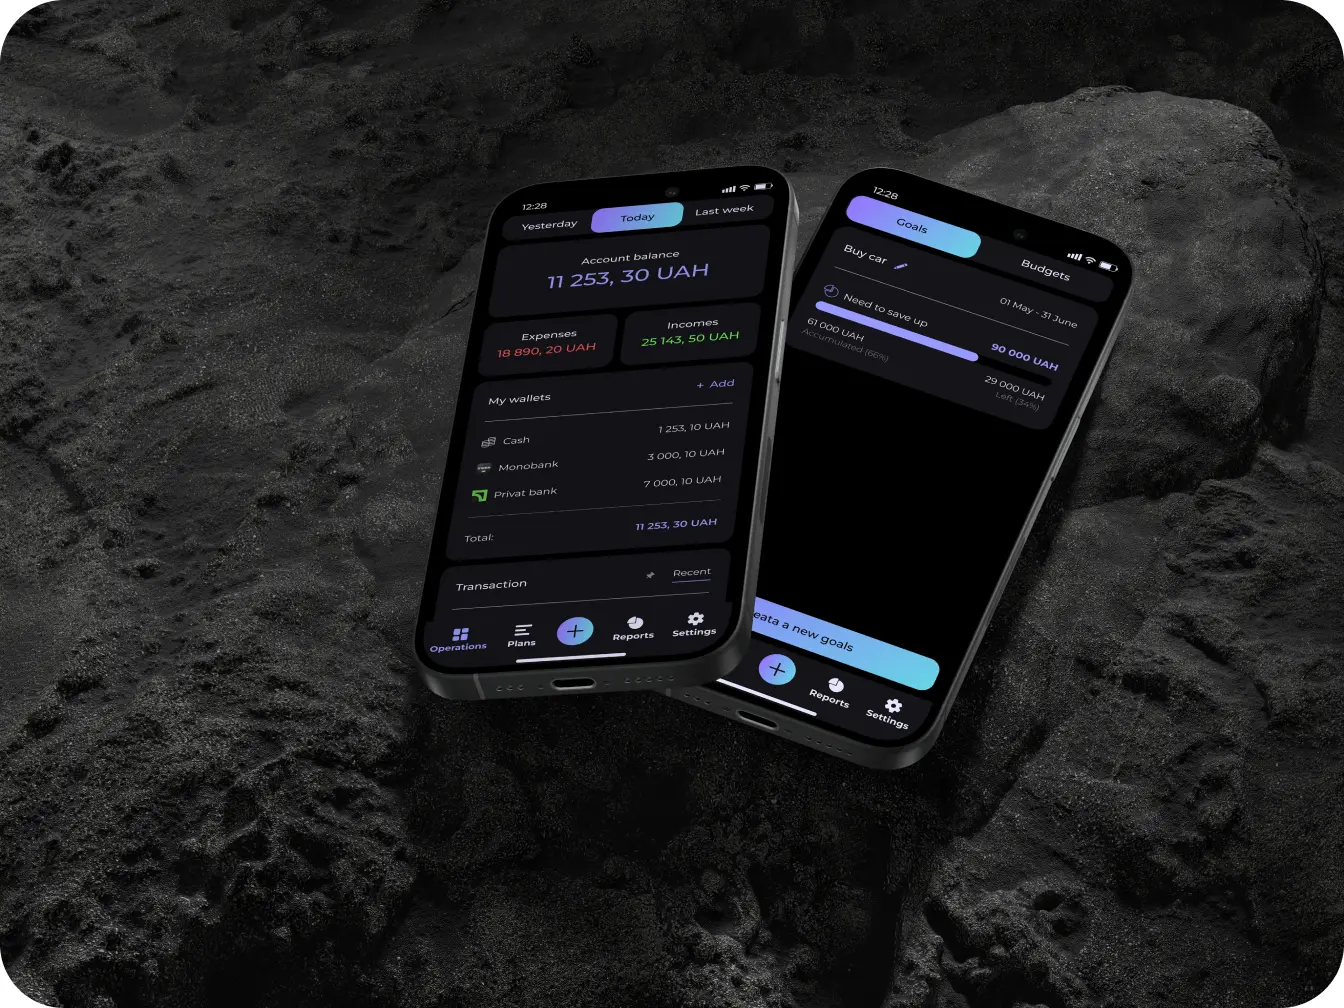 12:28
Yesterday Today Last week
Account balance
11 253, 30 UAH
Expenses
18 890, 20 UAH
Incomes
25 143, 50 UAH
My wallets + Add
Cash 1 253, 10 UAH
Monobank 3 000, 10 UAH
Privat bank 7 000, 10 UAH
Total: 11 253, 30 UAH
Transaction Recent
Operations Plans Reports Settings
12:28
Goals Budgets
Buy car
01 May - 31 June
Need to save up
90 000 UAH
61 000 UAH
Accumulated (66%)
29 000 UAH
Left (34%)
eata a new goals
Reports Settings